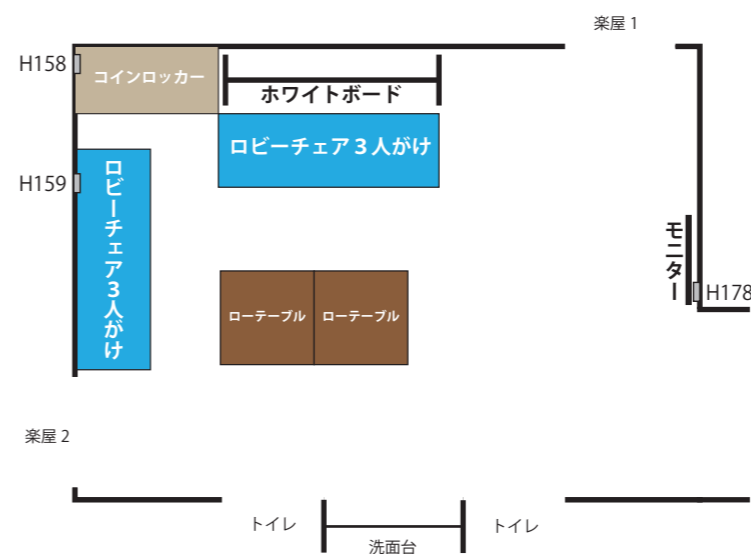 楽屋 1
H158
コインロッカー
ホワイトボード
ロビーチェア 3 人がけ
H159
ロビーチェア3人がけ
モニター
H178
ローテーブル
ローテーブル
楽屋 2
トイレ
洗面台
トイレ